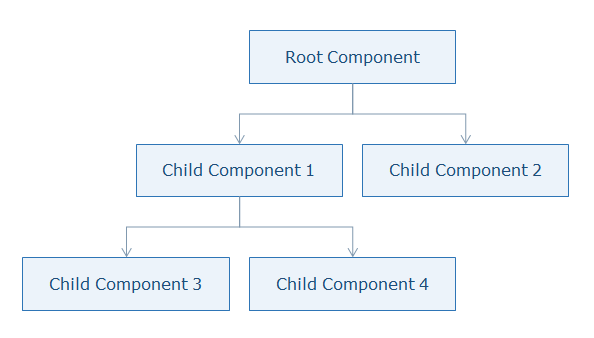 Root Component
Child Component 1
Child Component 2
Child Component 3
Child Component 4